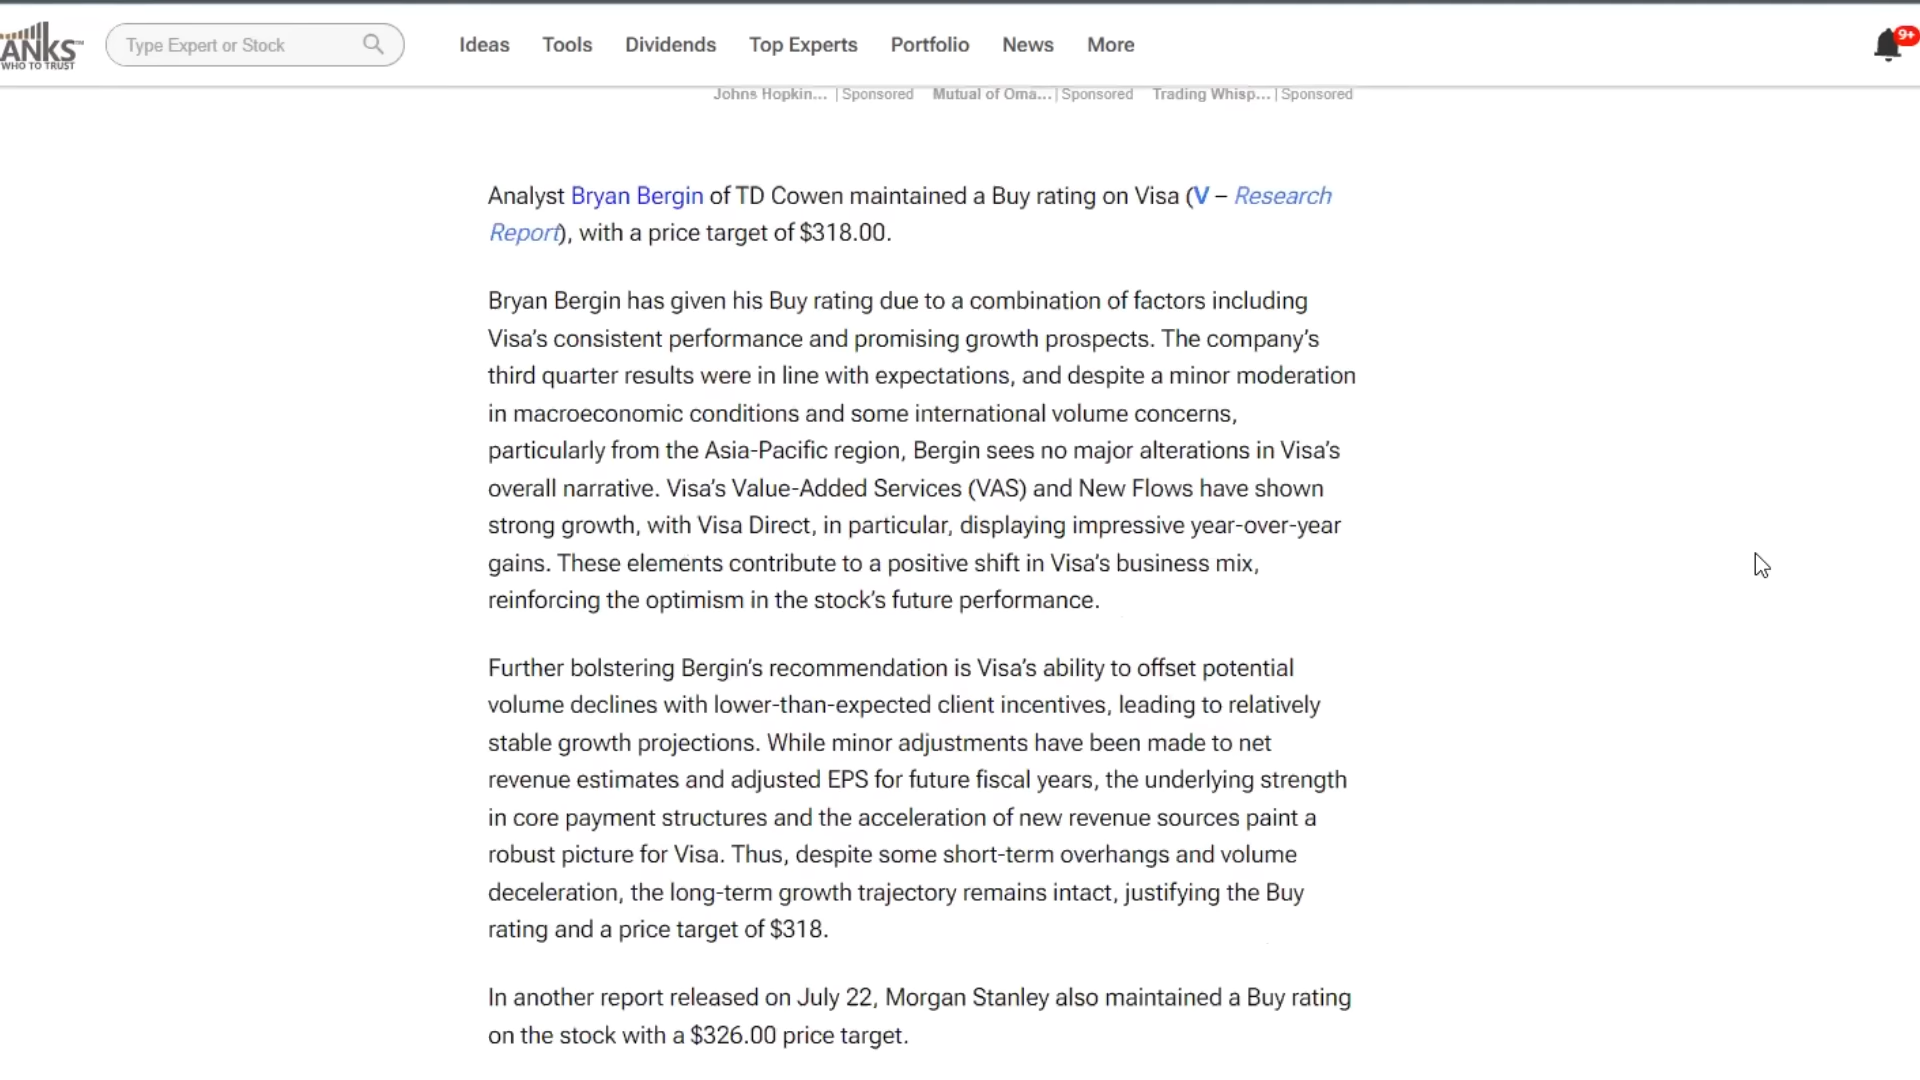 ANKS™
WHO TO TRUST
Type Expert or Stock
Ideas Tools Dividends Top Experts Portfolio News More
9+
Johns Hopkin... | Sponsored Mutual of Oma... | Sponsored Trading Whisp... | Sponsored
Analyst Bryan Bergin of TD Cowen maintained a Buy rating on Visa (V – Research
Report), with a price target of $318.00.
Bryan Bergin has given his Buy rating due to a combination of factors including
Visa’s consistent performance and promising growth prospects. The company’s
third quarter results were in line with expectations, and despite a minor moderation
in macroeconomic conditions and some international volume concerns,
particularly from the Asia-Pacific region, Bergin sees no major alterations in Visa’s
overall narrative. Visa’s Value-Added Services (VAS) and New Flows have shown
strong growth, with Visa Direct, in particular, displaying impressive year-over-year
gains. These elements contribute to a positive shift in Visa’s business mix,
reinforcing the optimism in the stock’s future performance.
Further bolstering Bergin’s recommendation is Visa’s ability to offset potential
volume declines with lower-than-expected client incentives, leading to relatively
stable growth projections. While minor adjustments have been made to net
revenue estimates and adjusted EPS for future fiscal years, the underlying strength
in core payment structures and the acceleration of new revenue sources paint a
robust picture for Visa. Thus, despite some short-term overhangs and volume
deceleration, the long-term growth trajectory remains intact, justifying the Buy
rating and a price target of $318.
In another report released on July 22, Morgan Stanley also maintained a Buy rating
on the stock with a $326.00 price target.